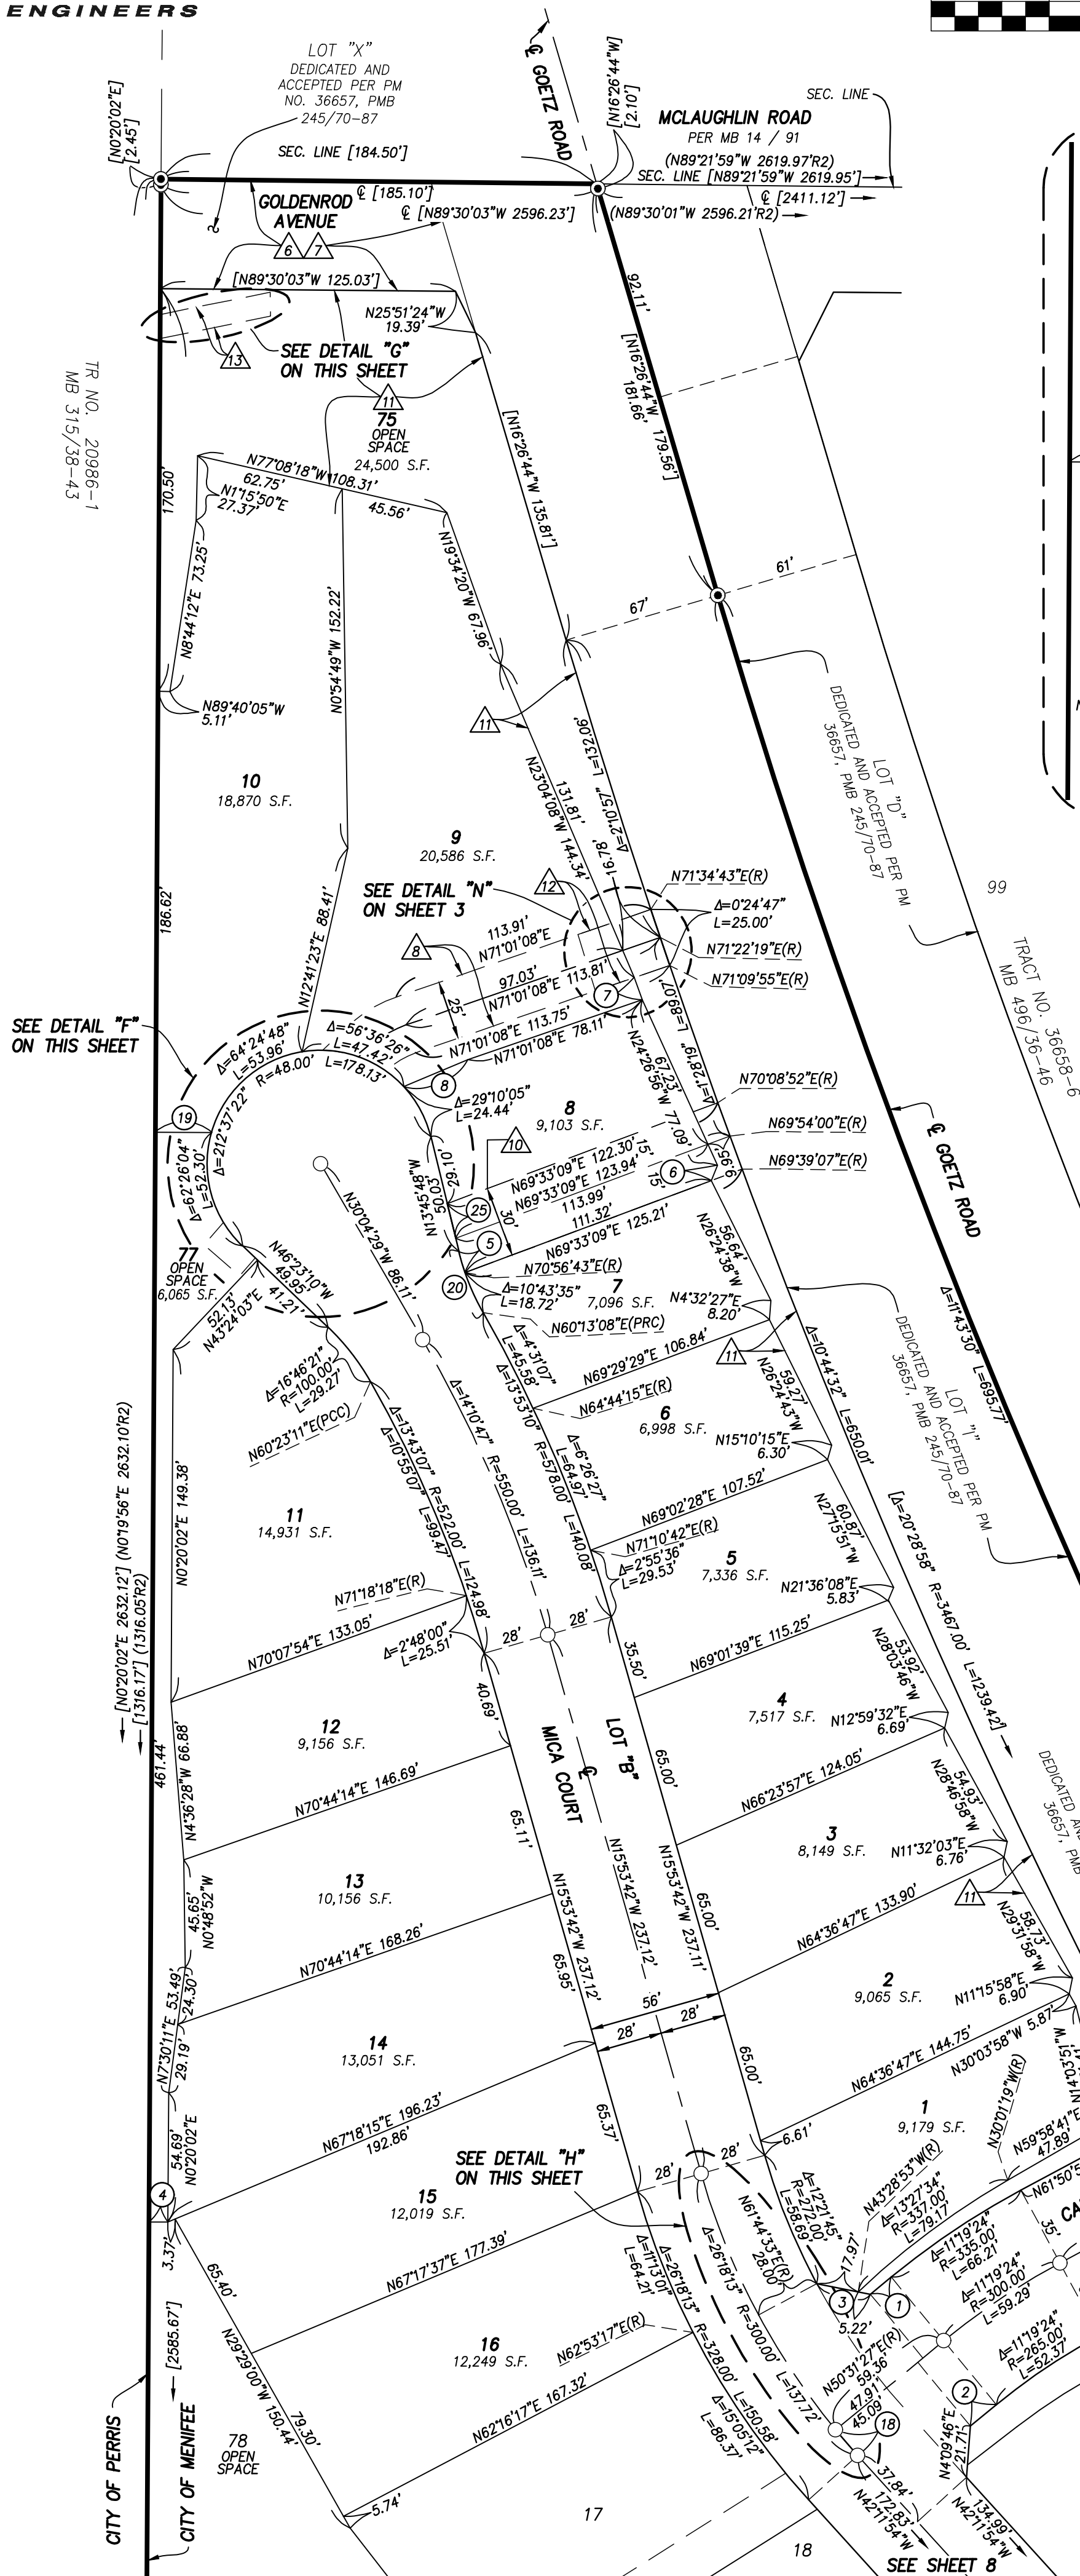 ENGINEERS
LOT "X"
DEDICATED AND
ACCEPTED PER PM
NO. 36657, PMB
245/70-87
[N0°20'02"E]
[2.45']
SEC. LINE [184.50']
℄ GOETZ ROAD
[N16°26'44"W]
[2.10']
SEC. LINE
MCLAUGHLIN ROAD
PER MB 14 / 91
(N89°21'59"W 2619.97'R2)
SEC. LINE [N89°21'59"W 2619.95']
℄ [185.10']
℄ [2411.12']
GOLDENROD
AVENUE
℄ [N89°30'03"W 2596.23']
(N89°30'01"W 2596.21'R2)
6
7
[N89°30'03"W 125.03']
N25°51'24"W
19.39'
92.11'
[N16°26'44"W 179.56']
181.66'
13
SEE DETAIL "G"
ON THIS SHEET
11
75
OPEN
SPACE
24,500 S.F.
TR NO. 20986-1
MB 315/38-43
170.50'
N77°08'18"W 108.31'
62.75'
45.56'
N1°15'50"E
27.37'
[N16°26'44"W 135.81']
N19°34'20"W 67.96'
N8°44'12"E 73.25'
N0°54'49"W 152.22'
61'
67'
N89°40'05"W
5.11'
11
DEDICATED AND ACCEPTED PER PM
36657, PMB 245/70-87
LOT "D"
Δ=2°10'57" L=132.06'
10
18,870 S.F.
N23°04'08"W 144.34'
131.81'
16.78'
9
20,586 S.F.
186.62'
N12°41'23"E 88.41'
SEE DETAIL "N"
ON SHEET 3
12
N71°34'43"E(R)
Δ=0°24'47"
L=25.00'
99
TRACT NO. 36658-6
MB 496/36-46
8
113.91'
N71°01'08"E
97.03'
N71°01'08"E 113.81'
N71°22'19"E(R)
N71°09'55"E(R)
7
25'
N71°01'08"E 113.75'
N71°01'08"E 78.11'
SEE DETAIL "F"
ON THIS SHEET
Δ=64°24'48"
L=53.96'
R=48.00'
Δ=56°36'26"
L=47.42'
L=178.13'
Δ=212°37'22"
8
Δ=29°10'05"
L=24.44'
Δ=1°28'19" L=89.07'
67.23'
N24°26'56"W 77.09'
N70°08'52"E(R)
N69°54'00"E(R)
N69°39'07"E(R)
9.95'
19
Δ=62°26'04"
L=52.30'
8
9,103 S.F.
10
29.10'
50.03'
N13°45'48"W
N69°33'09"E 122.30'
15'
N69°33'09"E 123.94'
15'
113.99'
111.32'
N69°33'09"E 125.21'
6
25
30'
5
20
℄ GOETZ ROAD
N30°04'29"W 86.11'
77
OPEN
SPACE
6,065 S.F.
N46°23'10"W
49.95'
41.21'
52.13'
N43°24'03"E
N70°56'43"E(R)
Δ=10°43'35"
L=18.72'
7
7,096 S.F.
N60°13'08"E(PRC)
N4°32'27"E
8.20'
56.64'
N26°24'38"W
Δ=11°43'30" L=695.77'
Δ=4°31'07"
L=45.58'
N69°29'29"E 106.84'
11
59.27'
N26°24'43"W
Δ=10°44'32" L=650.01'
DEDICATED AND ACCEPTED PER PM
36657, PMB 245/70-87
LOT "I"
Δ=16°46'21"
R=100.00'
L=29.27'
N60°23'11"E(PCC)
N64°44'15"E(R)
6
6,998 S.F.
N15°10'15"E
6.30'
[N0°20'02"E 2632.12'] (N0°19'56"E 2632.10'R2)
[1316.17'] (1316.05'R2)
N0°20'02"E 149.38'
11
14,931 S.F.
Δ=13°43'07" R=522.00' L=124.98'
Δ=10°55'07" L=99.47'
Δ=14°10'47" R=550.00' L=136.11'
Δ=13°53'10" R=578.00' L=140.08'
Δ=6°26'27"
L=64.97'
N69°02'28"E 107.52'
N71°10'42"E(R)
Δ=2°55'36"
L=29.53'
5
7,336 S.F.
60.87'
N27°15'51"W
N21°36'08"E
5.83'
[Δ=20°28'58" R=3467.00' L=1239.42']
N71°18'18"E(R)
N70°07'54"E 133.05'
Δ=2°48'00"
L=25.51'
28'
28'
35.50'
N69°01'39"E 115.25'
53.92'
N28°03'46"W
4
7,517 S.F.
N12°59'32"E
6.69'
12
9,156 S.F.
40.69'
MICA COURT
℄
LOT "B"
65.00'
461.44'
N4°36'28"W 66.88'
N70°44'14"E 146.69'
65.11'
N66°23'57"E 124.05'
54.93'
N28°46'58"W
3
8,149 S.F.
N11°32'03"E
6.76'
13
10,156 S.F.
45.65'
N0°48'52"W
N15°53'42"W 237.12'
N15°53'42"W 237.12'
N15°53'42"W 237.11'
65.00'
N64°36'47"E 133.90'
11
58.73'
N29°31'58"W
N70°44'14"E 168.26'
65.95'
2
9,065 S.F.
N11°15'58"E
6.90'
N7°30'11"E 53.49'
24.30'
29.19'
14
13,051 S.F.
56'
28'
28'
65.00'
N64°36'47"E 144.75'
N30°03'58"W 5.87'
N67°18'15"E 196.23'
192.86'
65.37'
54.69'
N0°20'02"E
4
1
9,179 S.F.
N30°01'19"W(R)
N59°58'41"E
47.89'
SEE DETAIL "H"
ON THIS SHEET
28'
28'
6.61'
15
12,019 S.F.
3.37'
N67°17'37"E 177.39'
Δ=12°21'45"
R=272.00'
L=58.69'
N43°28'53"W(R)
Δ=13°27'34"
R=337.00'
L=79.17'
35'
N61°44'33"E(R)
28.00'
17.97'
Δ=11°19'24"
R=335.00'
L=66.21'
Δ=11°19'24"
R=300.00'
L=59.29'
3
1
5.22'
65.40'
[2585.67']
N29°29'00"W 150.44'
Δ=11°13'01"
L=64.21'
Δ=26°18'13" R=328.00' L=150.58'
Δ=26°18'13" R=300.00' L=137.72'
16
12,249 S.F.
N62°53'17"E(R)
N62°16'17"E 167.32'
Δ=15°05'12"
L=86.37'
N50°31'27"E(R)
59.36'
47.91'
45.09'
18
Δ=11°19'24"
R=265.00'
L=52.37'
2
N4°09'46"E
21.71'
79.30'
CITY OF PERRIS
CITY OF MENIFEE
78
OPEN
SPACE
5.74'
17
18
37.84'
172.83'
N42°11'54"W
134.99'
N42°11'54"W
SEE SHEET 8